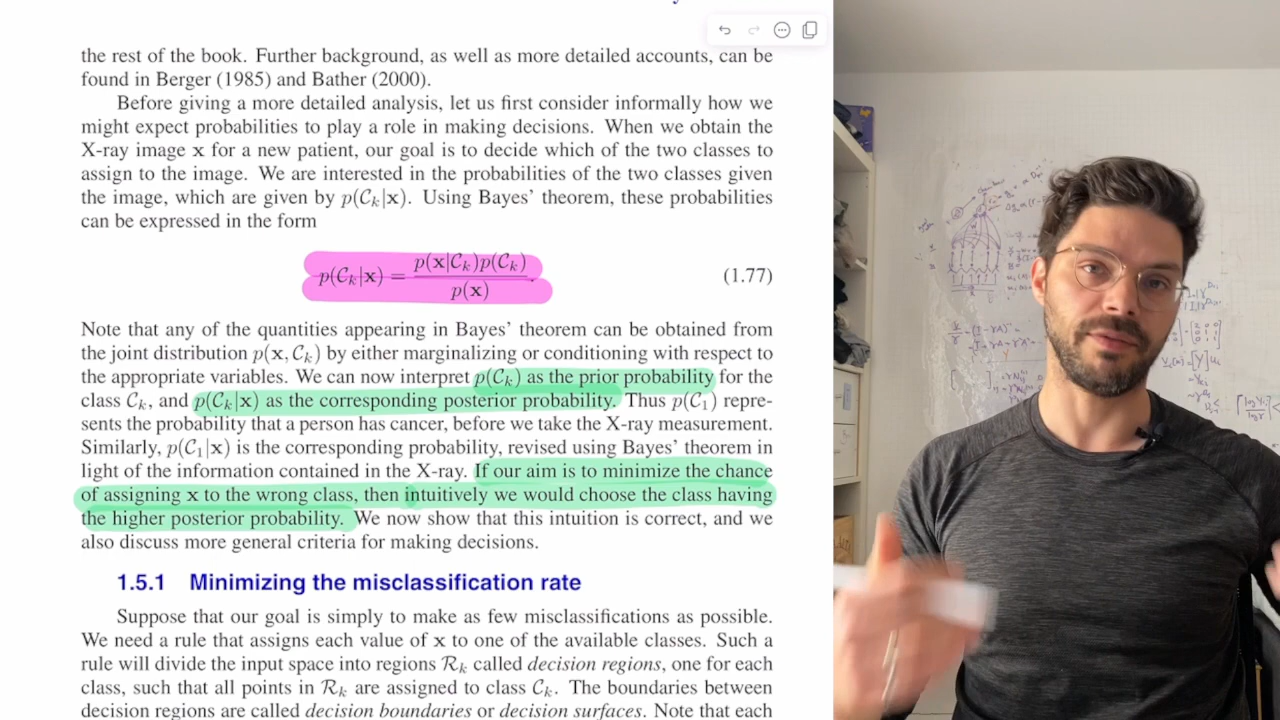 the rest of the book. Further background, as well as more detailed accounts, can be
found in Berger (1985) and Bather (2000).
Before giving a more detailed analysis, let us first consider informally how we
might expect probabilities to play a role in making decisions. When we obtain the
X-ray image x for a new patient, our goal is to decide which of the two classes to
assign to the image. We are interested in the probabilities of the two classes given
the image, which are given by p(Cₖ|x). Using Bayes’ theorem, these probabilities
can be expressed in the form
p(Cₖ|x) = p(x|Cₖ)p(Cₖ) / p(x). (1.77)
Note that any of the quantities appearing in Bayes’ theorem can be obtained from
the joint distribution p(x, Cₖ) by either marginalizing or conditioning with respect to
the appropriate variables. We can now interpret p(Cₖ) as the prior probability for the
class Cₖ, and p(Cₖ|x) as the corresponding posterior probability. Thus p(C₁) repre-
sents the probability that a person has cancer, before we take the X-ray measurement.
Similarly, p(C₁|x) is the corresponding probability, revised using Bayes’ theorem in
light of the information contained in the X-ray. If our aim is to minimize the chance
of assigning x to the wrong class, then intuitively we would choose the class having
the higher posterior probability. We now show that this intuition is correct, and we
also discuss more general criteria for making decisions.
1.5.1 Minimizing the misclassification rate
Suppose that our goal is simply to make as few misclassifications as possible.
We need a rule that assigns each value of x to one of the available classes. Such a
rule will divide the input space into regions Rₖ called decision regions, one for each
class, such that all points in Rₖ are assigned to class Cₖ. The boundaries between
decision regions are called decision boundaries or decision surfaces. Note that each